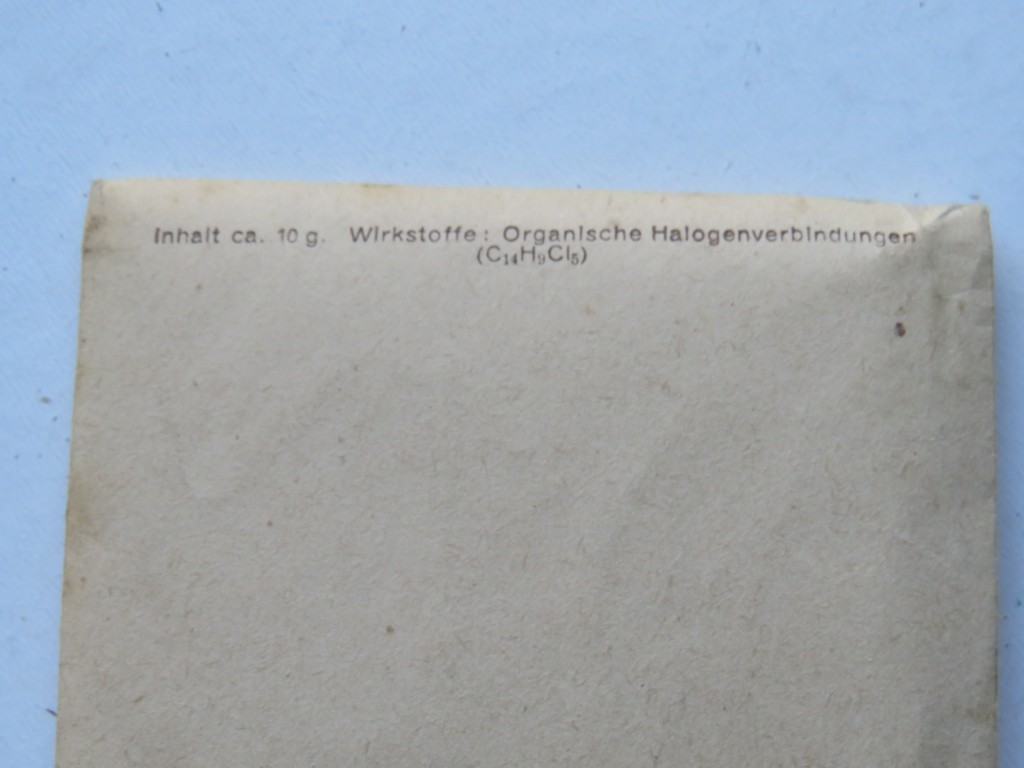 Inhalt ca. 10 g. Wirkstoffe: Organische Halogenverbindungen
(C₁₄H₉Cl₅)